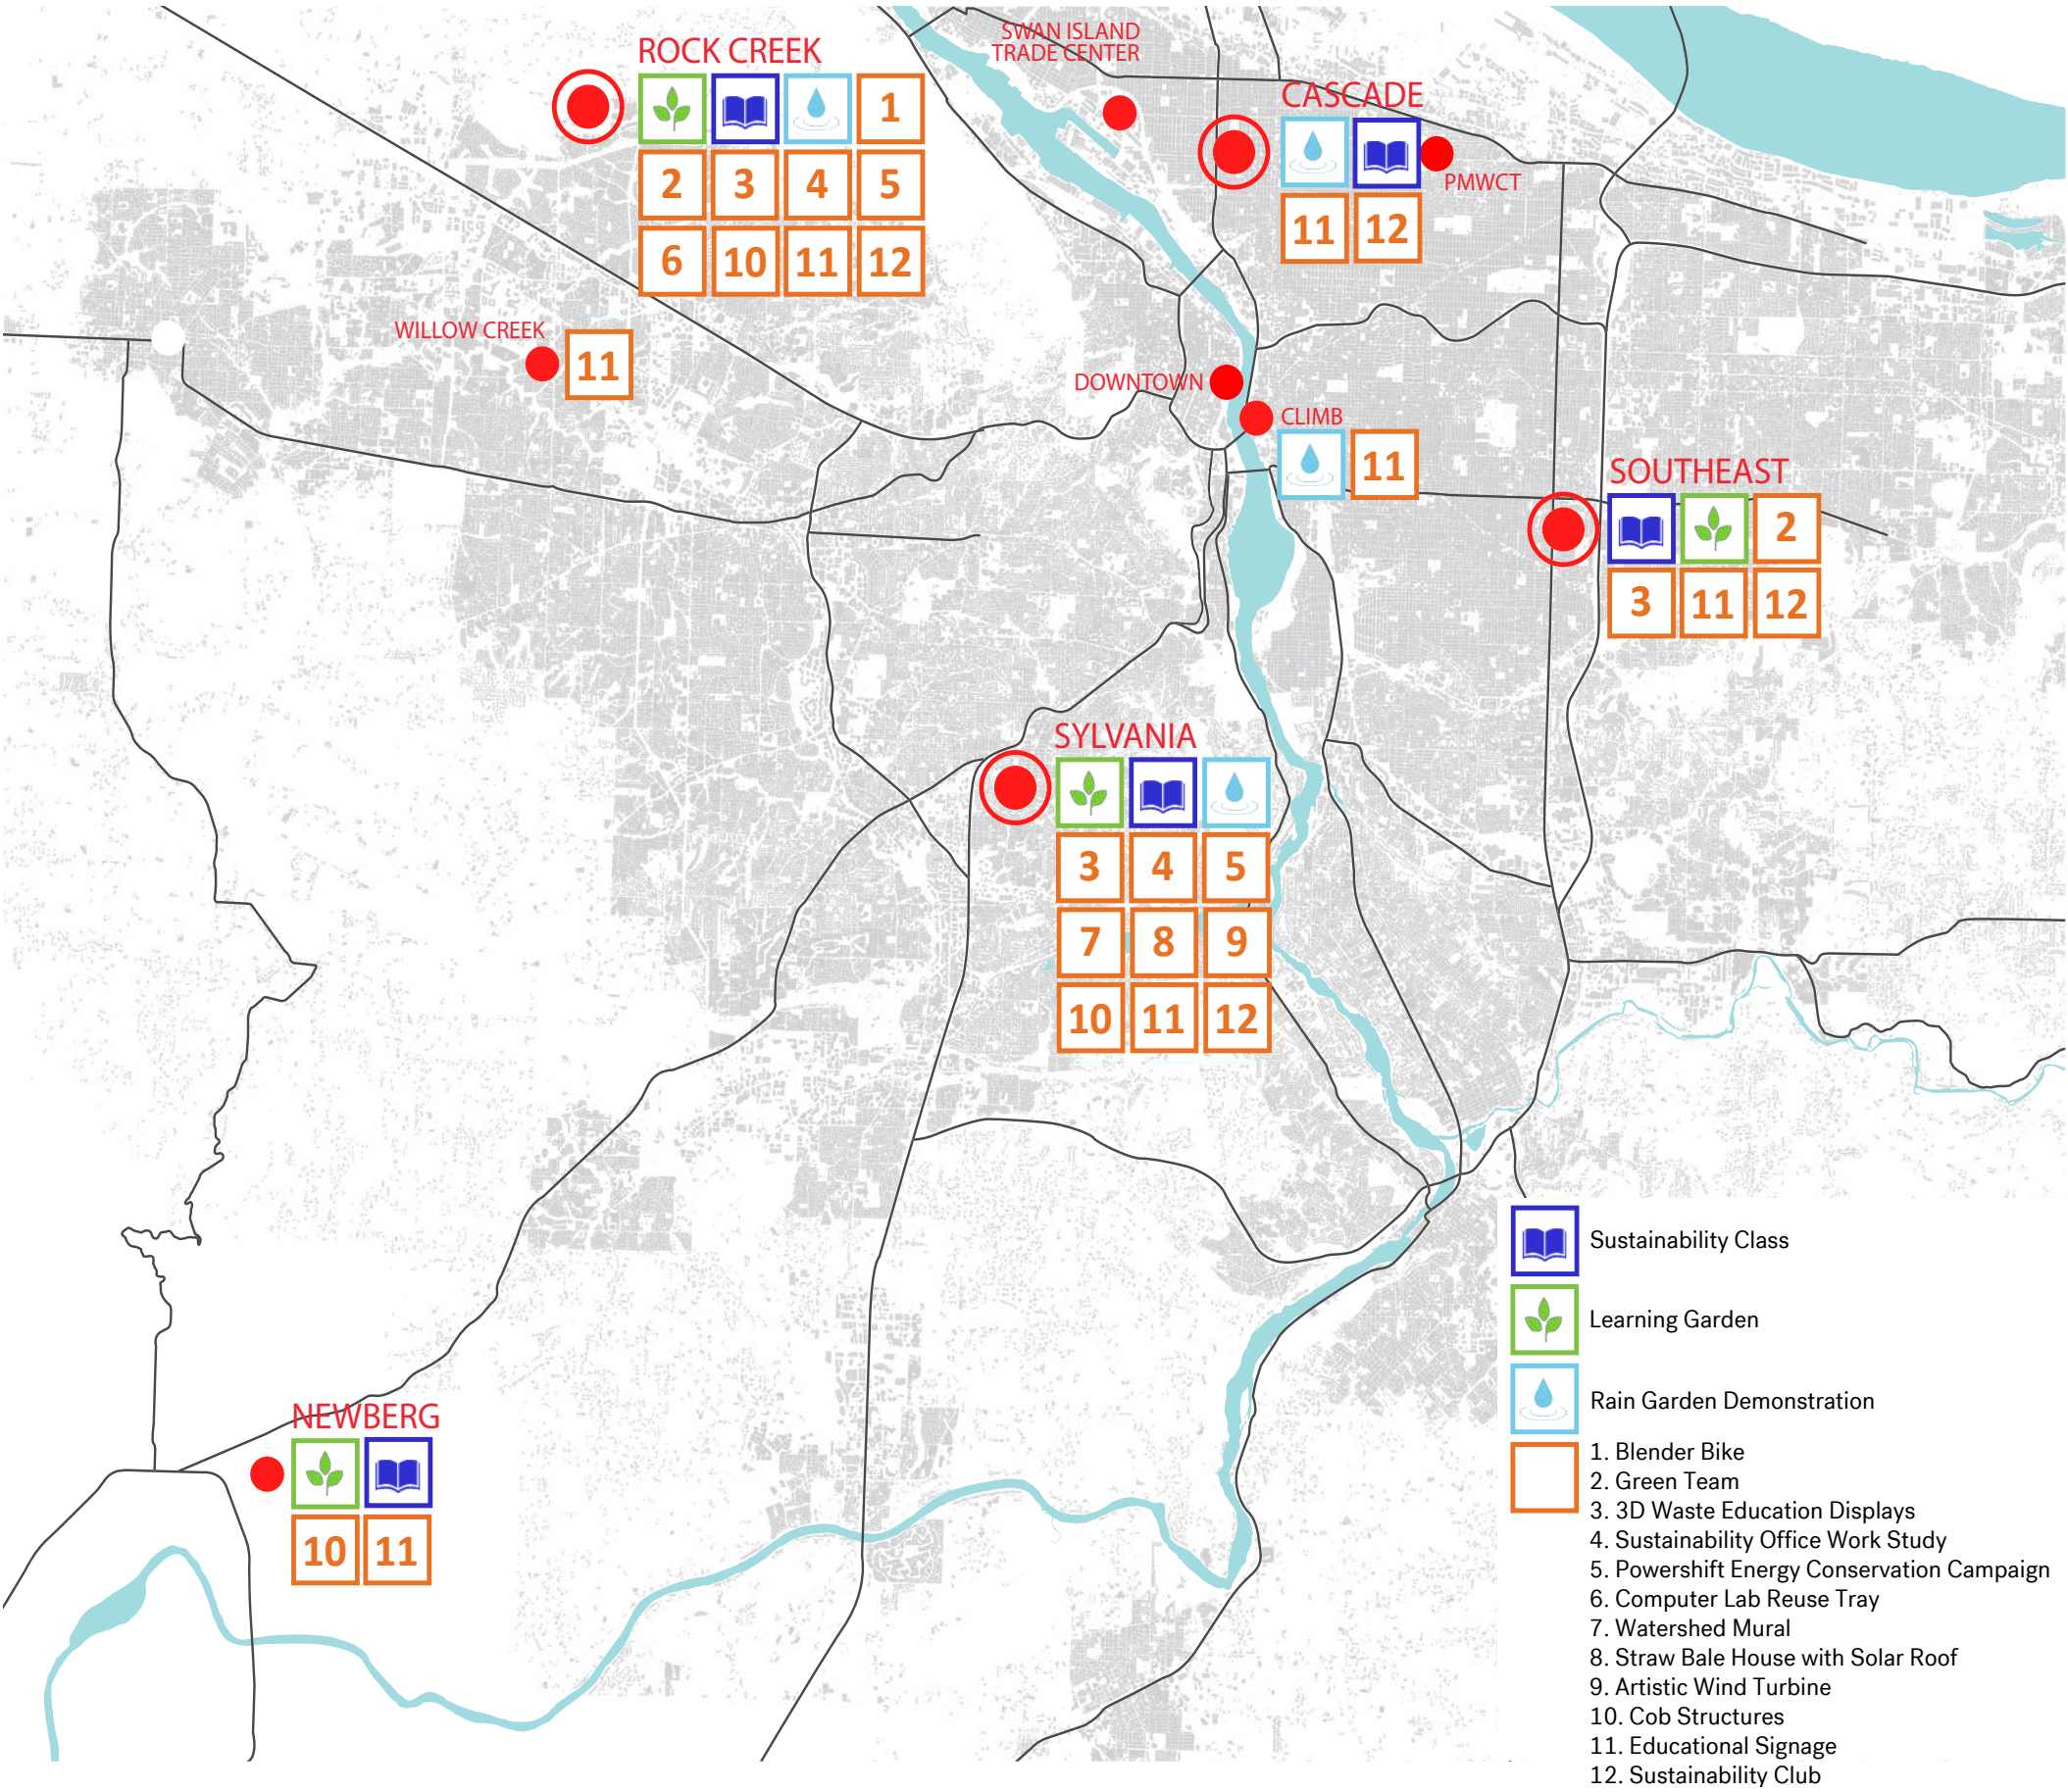 SWAN ISLAND
TRADE CENTER
ROCK CREEK
1
2 3 4 5
6 10 11 12
CASCADE
PMWCT
11 12
WILLOW CREEK
11
DOWNTOWN
CLIMB
11
SOUTHEAST
2
3 11 12
SYLVANIA
3 4 5
7 8 9
10 11 12
NEWBERG
10 11
Sustainability Class
Learning Garden
Rain Garden Demonstration
1. Blender Bike
2. Green Team
3. 3D Waste Education Displays
4. Sustainability Office Work Study
5. Powershift Energy Conservation Campaign
6. Computer Lab Reuse Tray
7. Watershed Mural
8. Straw Bale House with Solar Roof
9. Artistic Wind Turbine
10. Cob Structures
11. Educational Signage
12. Sustainability Club